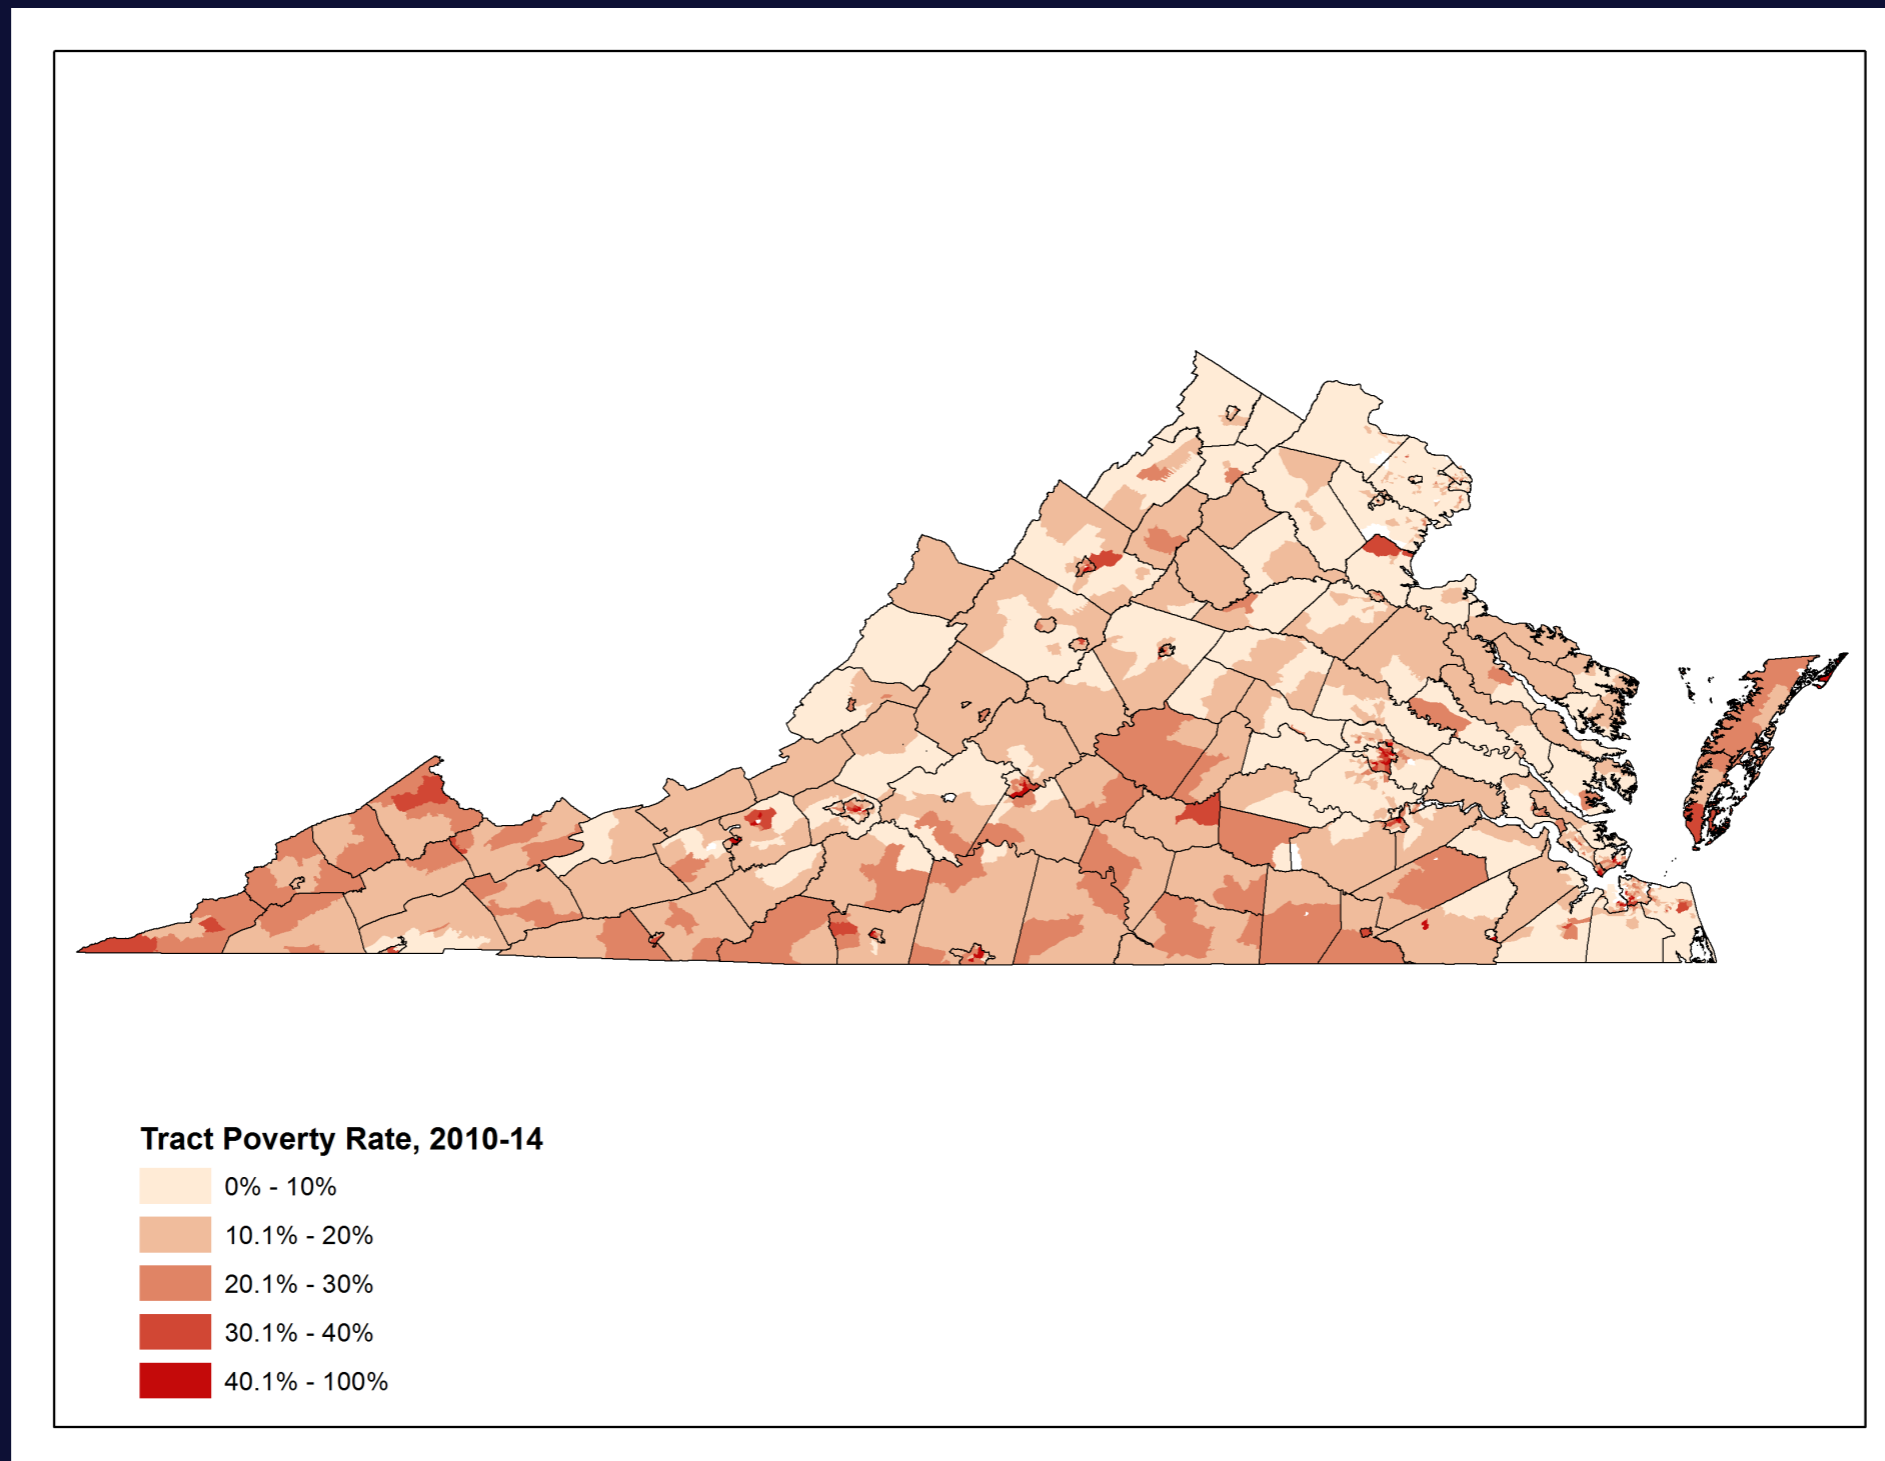 Tract Poverty Rate, 2010-14
0% - 10%
10.1% - 20%
20.1% - 30%
30.1% - 40%
40.1% - 100%